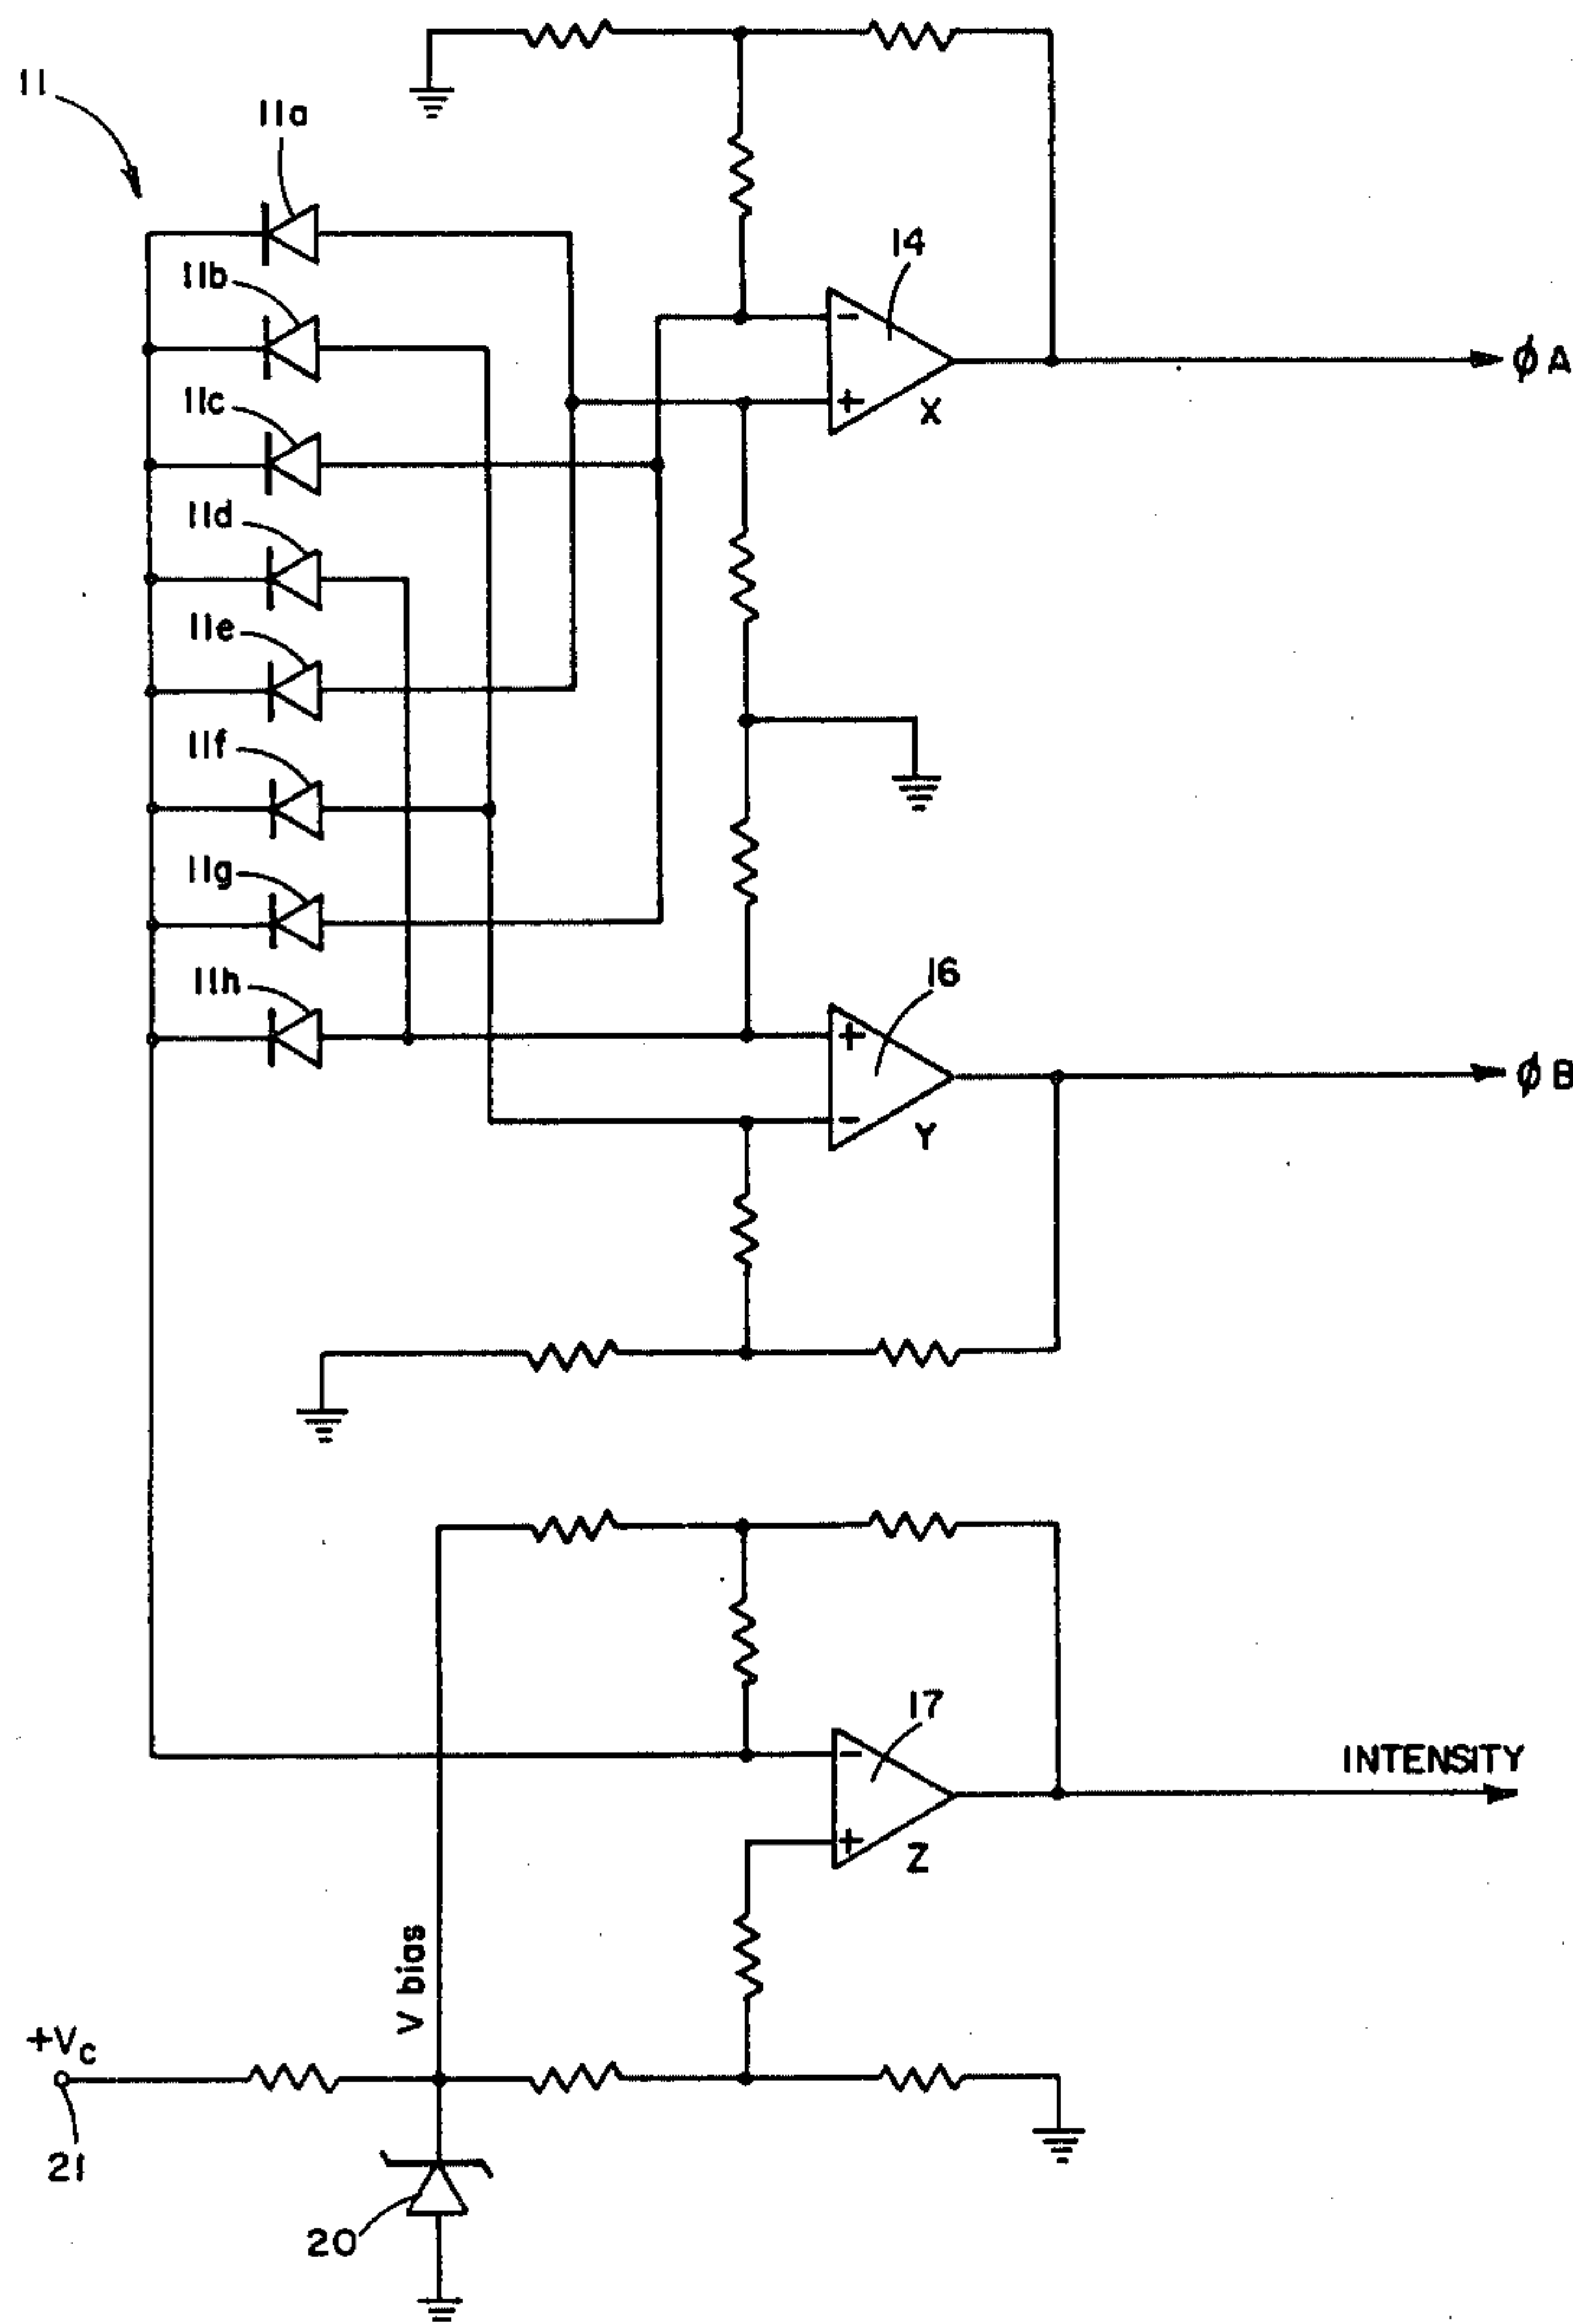 11
11a
11b
14
-
+
X
ϕA
11c
11d
11e
11f
11g
11h
16
+
-
Y
ϕB
17
-
+
Z
INTENSITY
V bias
+Vc
21
20